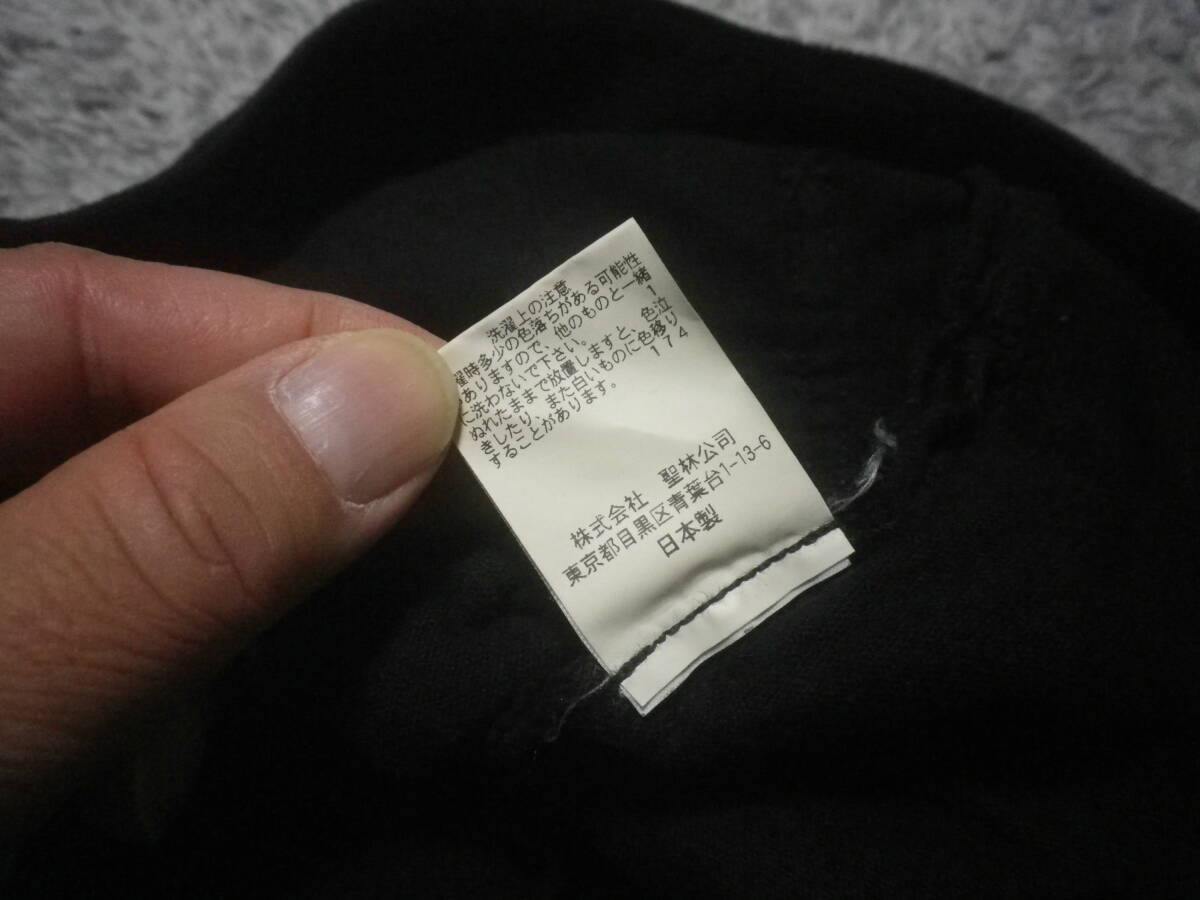 洗濯上の注意
濯時多少の色落ちがある可能性
ありますので、他のものと一緒 1
に洗わないで下さい。
ぬれたままで放置しますと、色泣
きしたり、また白いものに色移り
することがあります。 174
株式会社 聖林公司
東京都目黒区青葉台1-13-6
日本製